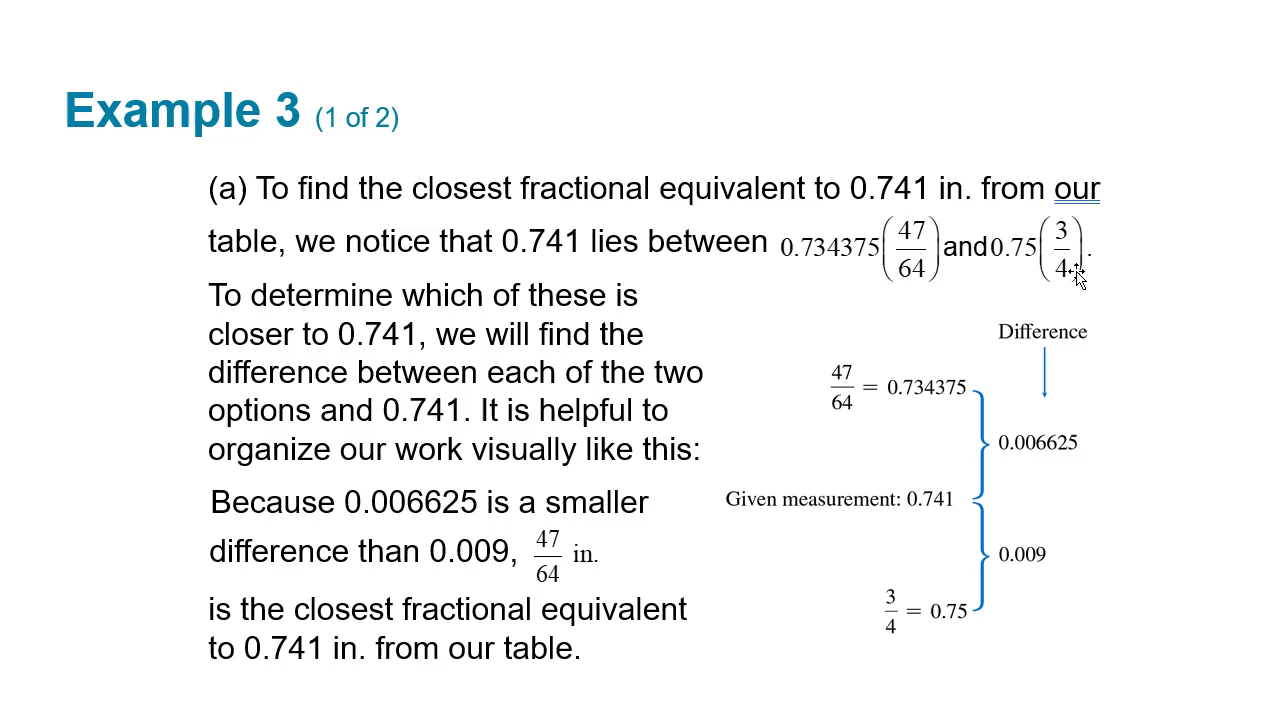 Example 3 (1 of 2)
(a) To find the closest fractional equivalent to 0.741 in. from our
table, we notice that 0.741 lies between 0.734375(47/64) and 0.75(3/4).
To determine which of these is
closer to 0.741, we will find the
difference between each of the two
options and 0.741. It is helpful to
organize our work visually like this:
Because 0.006625 is a smaller
difference than 0.009, 47/64 in.
is the closest fractional equivalent
to 0.741 in. from our table.
Difference
47/64 = 0.734375
0.006625
Given measurement: 0.741
0.009
3/4 = 0.75